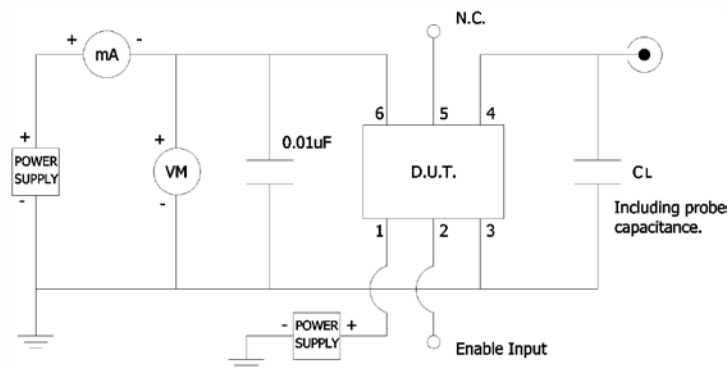 N.C.
+ mA -
6 5 4
+
POWER
SUPPLY
-
+
VM
-
0.01uF
D.U.T.
CL
Including probe
capacitance.
1 2 3
- POWER
SUPPLY +
Enable Input